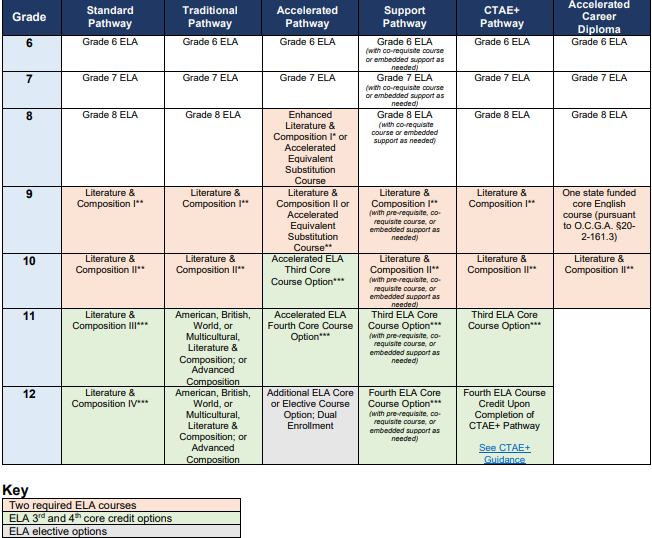 Grade
Standard
Pathway
Traditional
Pathway
Accelerated
Pathway
Support
Pathway
CTAE+
Pathway
Accelerated
Career
Diploma
6
Grade 6 ELA
Grade 6 ELA
Grade 6 ELA
Grade 6 ELA
(with co-requisite course
or embedded support as
needed)
Grade 6 ELA
Grade 6 ELA
7
Grade 7 ELA
Grade 7 ELA
Grade 7 ELA
Grade 7 ELA
(with co-requisite course
or embedded support as
needed)
Grade 7 ELA
Grade 7 ELA
8
Grade 8 ELA
Grade 8 ELA
Enhanced
Literature &
Composition I* or
Accelerated
Equivalent
Substitution
Course
Grade 8 ELA
(with co-requisite
course or embedded
support as needed)
Grade 8 ELA
Grade 8 ELA
9
Literature &
Composition I**
Literature &
Composition I**
Literature &
Composition II or
Accelerated
Equivalent
Substitution
Course**
Literature &
Composition I**
(with pre-requisite, co-
requisite course, or
embedded support as
needed)
Literature &
Composition I**
One state funded
core English
course (pursuant
to O.C.G.A. §20-
2-161.3)
10
Literature &
Composition II**
Literature &
Composition II**
Accelerated ELA
Third Core
Course Option***
Literature &
Composition II**
(with pre-requisite, co-
requisite course, or
embedded support as
needed)
Literature &
Composition II**
Literature &
Composition II**
11
Literature &
Composition III***
American, British,
World, or
Multicultural,
Literature &
Composition; or
Advanced
Composition
Accelerated ELA
Fourth Core Course
Option***
Third ELA Core
Course Option***
(with pre-requisite, co-
requisite course, or
embedded support as
needed)
Third ELA Core
Course Option***
12
Literature &
Composition IV***
American, British,
World, or
Multicultural,
Literature &
Composition; or
Advanced
Composition
Additional ELA Core
or Elective Course
Option; Dual
Enrollment
Fourth ELA Core
Course Option***
(with pre-requisite, co-
requisite course, or
embedded support as
needed)
Fourth ELA Course
Credit Upon
Completion of
CTAE+ Pathway
See CTAE+
Guidance
Key
Two required ELA courses
ELA 3rd and 4th core credit options
ELA elective options